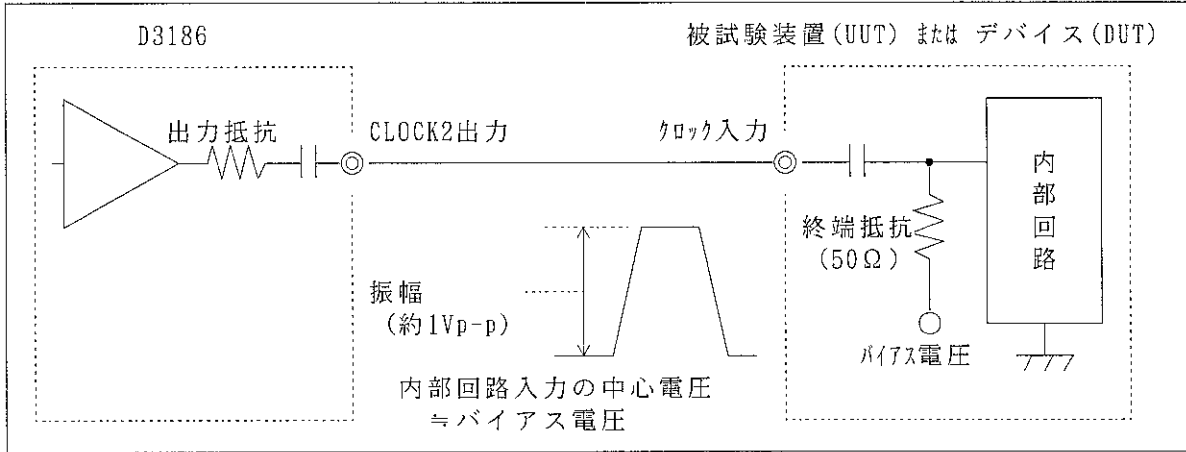 D3186
被試験装置(UUT) または デバイス(DUT)
出力抵抗
CLOCK2出力
クロック入力
内部回路
終端抵抗
(50Ω)
振幅
(約1Vp-p)
バイアス電圧
内部回路入力の中心電圧
≒バイアス電圧